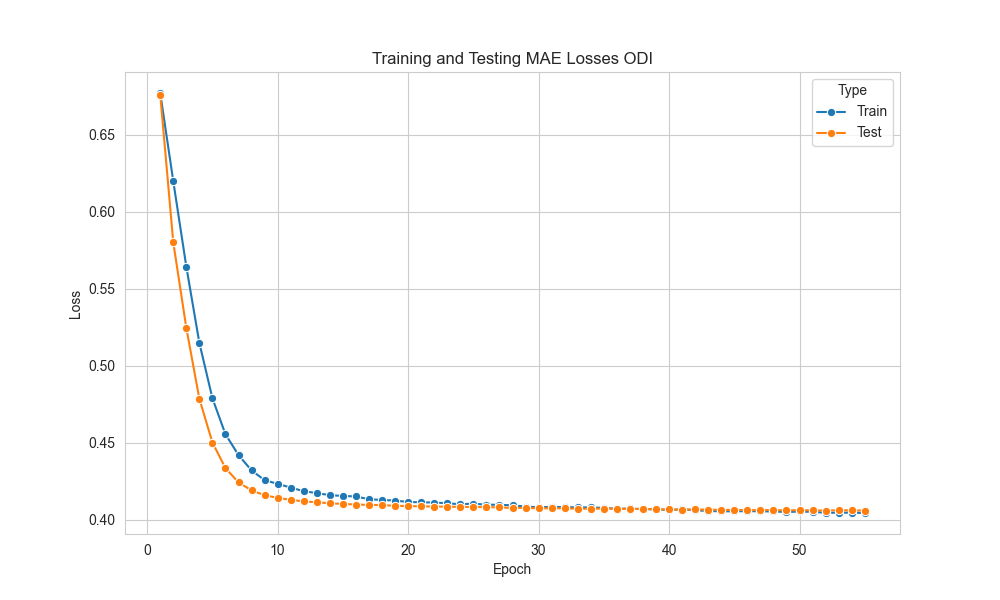 Training and Testing MAE Losses ODI
Type
Train
Test
Loss
0.65
0.60
0.55
0.50
0.45
0.40
0 10 20 30 40 50
Epoch